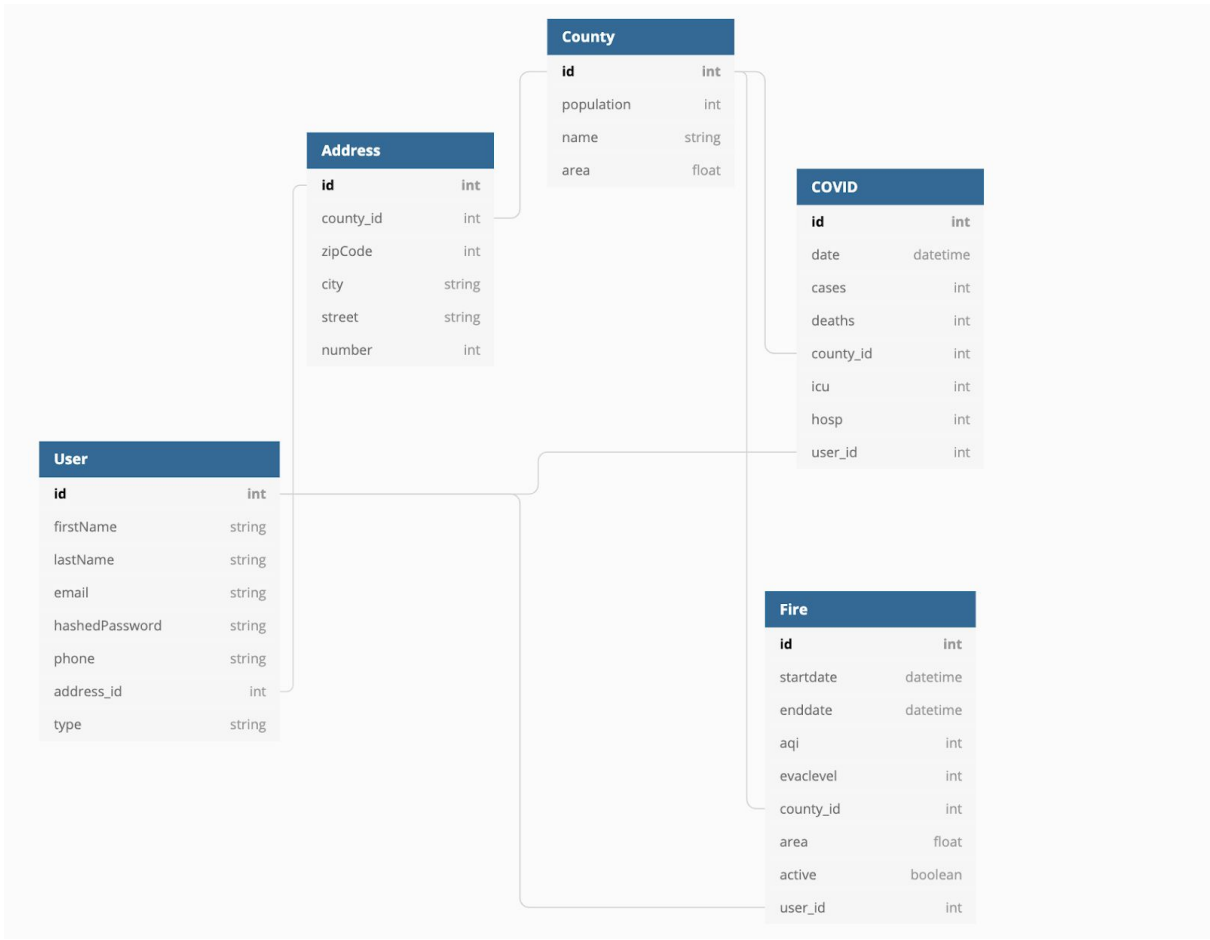 County
id int
population int
name string
area float
Address
id int
county_id int
zipCode int
city string
street string
number int
COVID
id int
date datetime
cases int
deaths int
county_id int
icu int
hosp int
user_id int
User
id int
firstName string
lastName string
email string
hashedPassword string
phone string
address_id int
type string
Fire
id int
startdate datetime
enddate datetime
aqi int
evaclevel int
county_id int
area float
active boolean
user_id int